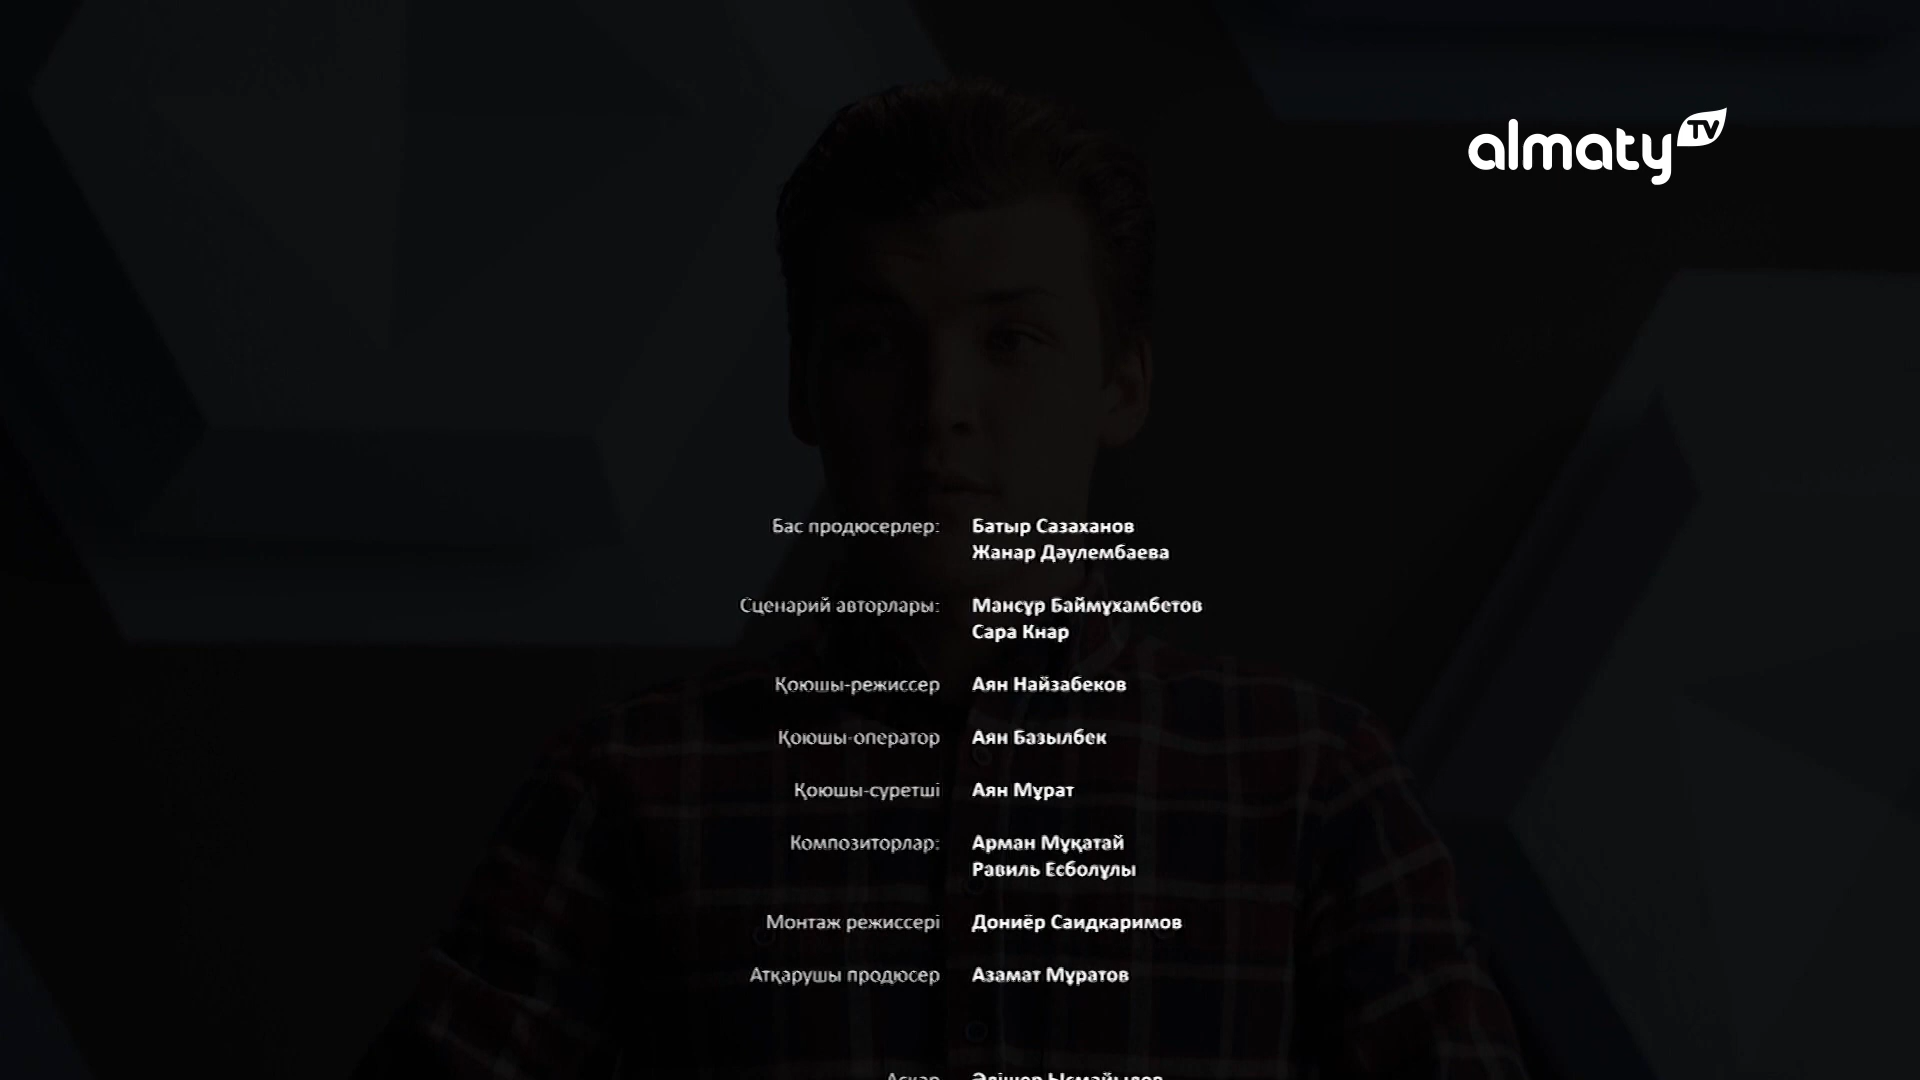 almaty TV
Бас продюсерлер: Батыр Сазаханов
Жанар Дәулембаева
Сценарий авторлары: Мансұр Баймұхамбетов
Сара Кнар
Қоюшы-режиссер Аян Найзабеков
Қоюшы-оператор Аян Базылбек
Қоюшы-суретші Аян Мұрат
Композиторлар: Арман Мұқатай
Равиль Есболұлы
Монтаж режиссері Дониёр Саидкаримов
Атқарушы продюсер Азамат Мұратов